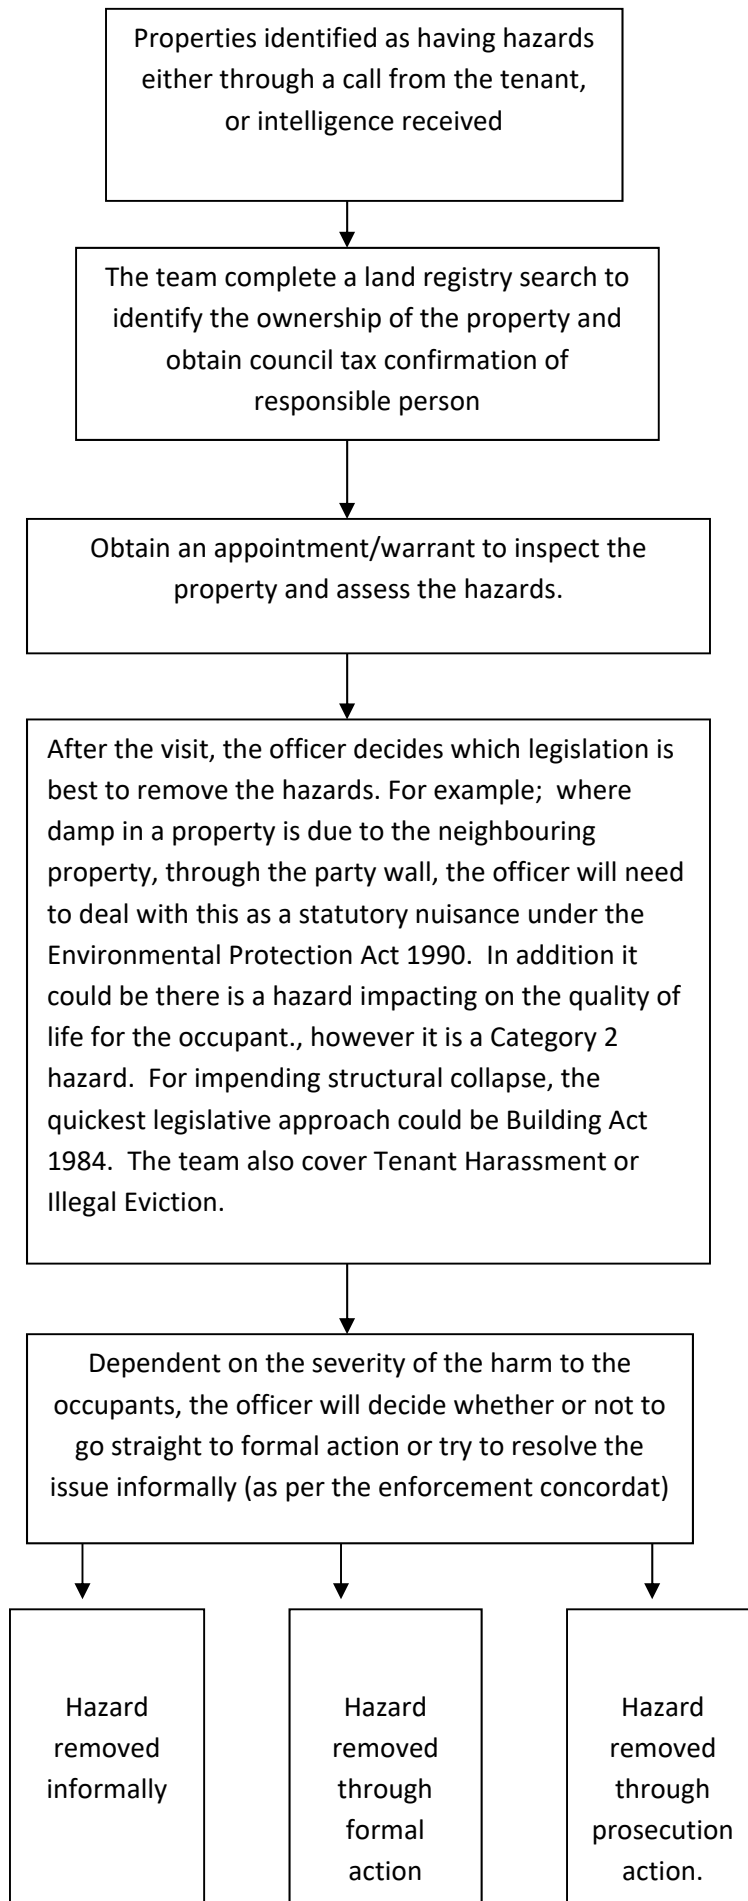 Properties identified as having hazards
either through a call from the tenant,
or intelligence received
The team complete a land registry search to
identify the ownership of the property and
obtain council tax confirmation of
responsible person
Obtain an appointment/warrant to inspect the
property and assess the hazards.
After the visit, the officer decides which legislation is
best to remove the hazards. For example;  where
damp in a property is due to the neighbouring
property, through the party wall, the officer will need
to deal with this as a statutory nuisance under the
Environmental Protection Act 1990.  In addition it
could be there is a hazard impacting on the quality of
life for the occupant., however it is a Category 2
hazard.  For impending structural collapse, the
quickest legislative approach could be Building Act
1984.  The team also cover Tenant Harassment or
Illegal Eviction.
Dependent on the severity of the harm to the
occupants, the officer will decide whether or not to
go straight to formal action or try to resolve the
issue informally (as per the enforcement concordat)
Hazard
removed
informally
Hazard
removed
through
formal
action
Hazard
removed
through
prosecution
action.